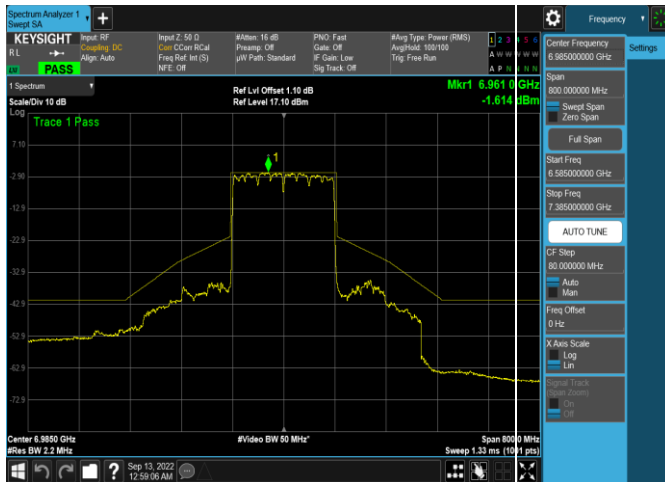 Spectrum Analyzer 1
Swept SA
+
Frequency
KEYSIGHT
R L
PASS
Input: RF
Coupling: DC
Align: Auto
Input Z: 50 Ω
Corr CCorr RCal
Freq Ref: Int (S)
NFE: Off
#Atten: 16 dB
Preamp: Off
µW Path: Standard
PNO: Fast
Gate: Off
IF Gain: Low
Sig Track: Off
#Avg Type: Power (RMS)
Avg|Hold: 100/100
Trig: Free Run
1 2 3 4 5 6
A W W W W W
A P N N N N
1 Spectrum
Scale/Div 10 dB
Log
Ref Lvl Offset 1.10 dB
Ref Level 17.10 dBm
Mkr1 6.961 0 GHz
-1.614 dBm
Trace 1 Pass
1
7.10
-2.90
-12.9
-22.9
-32.9
-42.9
-52.9
-62.9
-72.9
Center 6.9850 GHz
#Res BW 2.2 MHz
#Video BW 50 MHz*
Span 800.0 MHz
Sweep 1.33 ms (1001 pts)
Sep 13, 2022
12:59:06 AM
Settings
Center Frequency
6.985000000 GHz
Span
800.000000 MHz
Swept Span
Zero Span
Full Span
Start Freq
6.585000000 GHz
Stop Freq
7.385000000 GHz
AUTO TUNE
CF Step
80.000000 MHz
Auto
Man
Freq Offset
0 Hz
X Axis Scale
Log
Lin
Signal Track
(Span Zoom)
On
Off